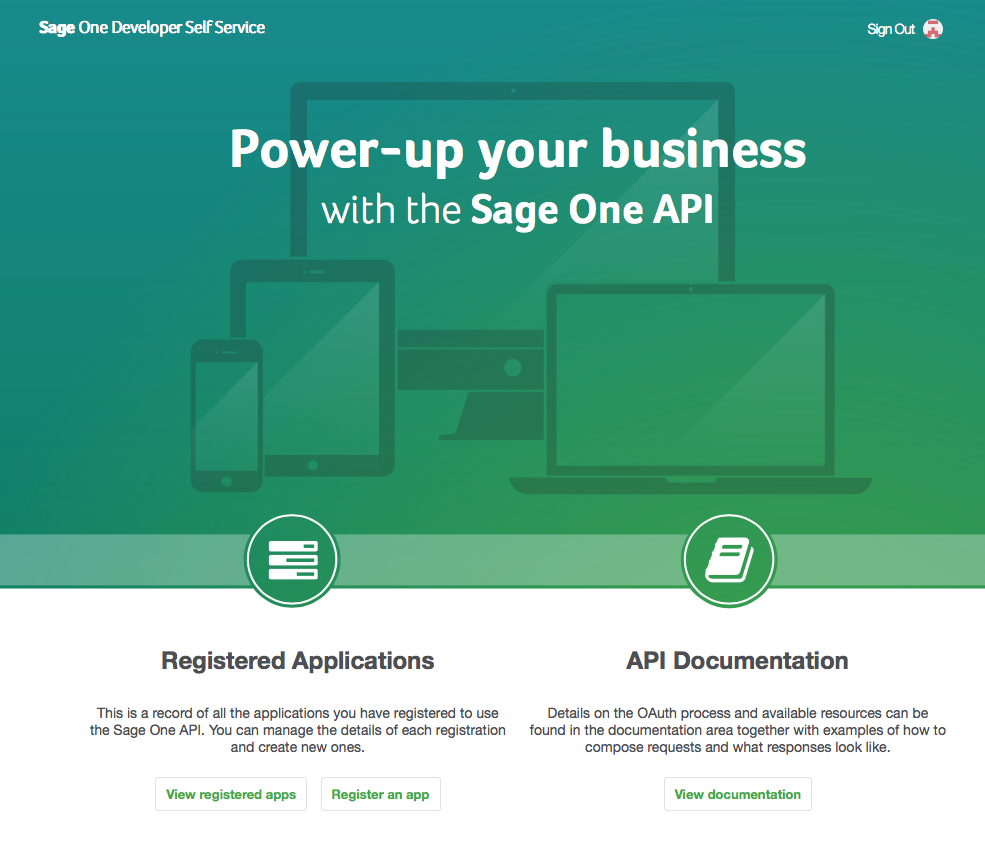 Sage One Developer Self Service
Sign Out
Power-up your business
with the Sage One API
Registered Applications
This is a record of all the applications you have registered to use
the Sage One API. You can manage the details of each registration
and create new ones.
View registered apps
Register an app
API Documentation
Details on the OAuth process and available resources can be
found in the documentation area together with examples of how to
compose requests and what responses look like.
View documentation